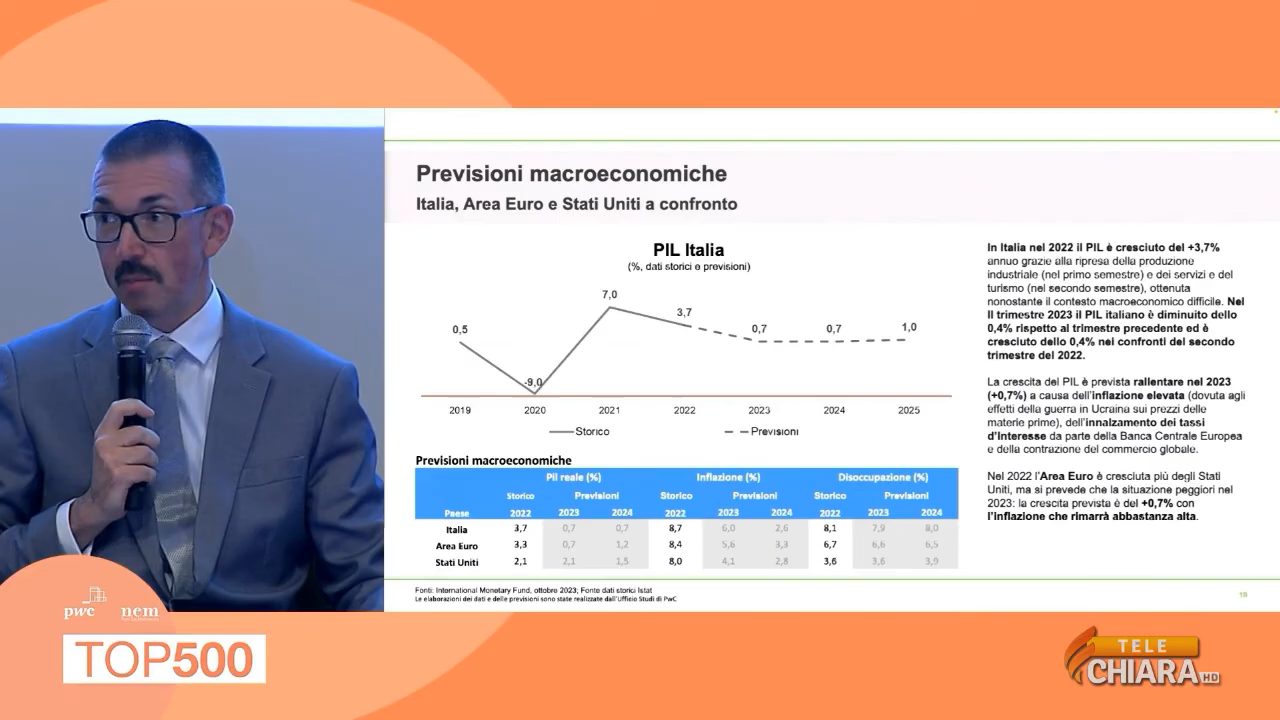 Previsioni macroeconomiche
Italia, Area Euro e Stati Uniti a confronto
PIL Italia
(%, dati storici e previsioni)
0,5
-9,0
7,0
3,7
0,7
0,7
1,0
2019 2020 2021 2022 2023 2024 2025
Storico Previsioni
Previsioni macroeconomiche
Pil reale (%) Inflazione (%) Disoccupazione (%)
Storico Previsioni Storico Previsioni Storico Previsioni
Paese 2022 2023 2024 2022 2023 2024 2022 2023 2024
Italia 3,7 0,7 0,7 8,7 6,0 2,6 8,1 7,9 8,0
Area Euro 3,3 0,7 1,2 8,4 5,6 3,3 6,7 6,6 6,5
Stati Uniti 2,1 2,1 1,5 8,0 4,1 2,8 3,6 3,6 3,9
In Italia nel 2022 il PIL è cresciuto del +3,7%
annuo grazie alla ripresa della produzione
industriale (nel primo semestre) e dei servizi e del
turismo (nel secondo semestre), ottenuta
nonostante il contesto macroeconomico difficile. Nel
II trimestre 2023 il PIL italiano è diminuito dello
0,4% rispetto al trimestre precedente ed è
cresciuto dello 0,4% nei confronti del secondo
trimestre del 2022.
La crescita del PIL è prevista rallentare nel 2023
(+0,7%) a causa dell'inflazione elevata (dovuta agli
effetti della guerra in Ucraina sui prezzi delle
materie prime), dell'innalzamento dei tassi
d'interesse da parte della Banca Centrale Europea
e della contrazione del commercio globale.
Nel 2022 l'Area Euro è cresciuta più degli Stati
Uniti, ma si prevede che la situazione peggiori nel
2023: la crescita prevista è del +0,7% con
l'inflazione che rimarrà abbastanza alta.
Fonti: International Monetary Fund, ottobre 2023; Fonte dati storici Istat
Le elaborazioni dei dati e delle previsioni sono state realizzate dall'Ufficio Studi di PwC
pwc nem
TOP500
TELE
CHIARA HD